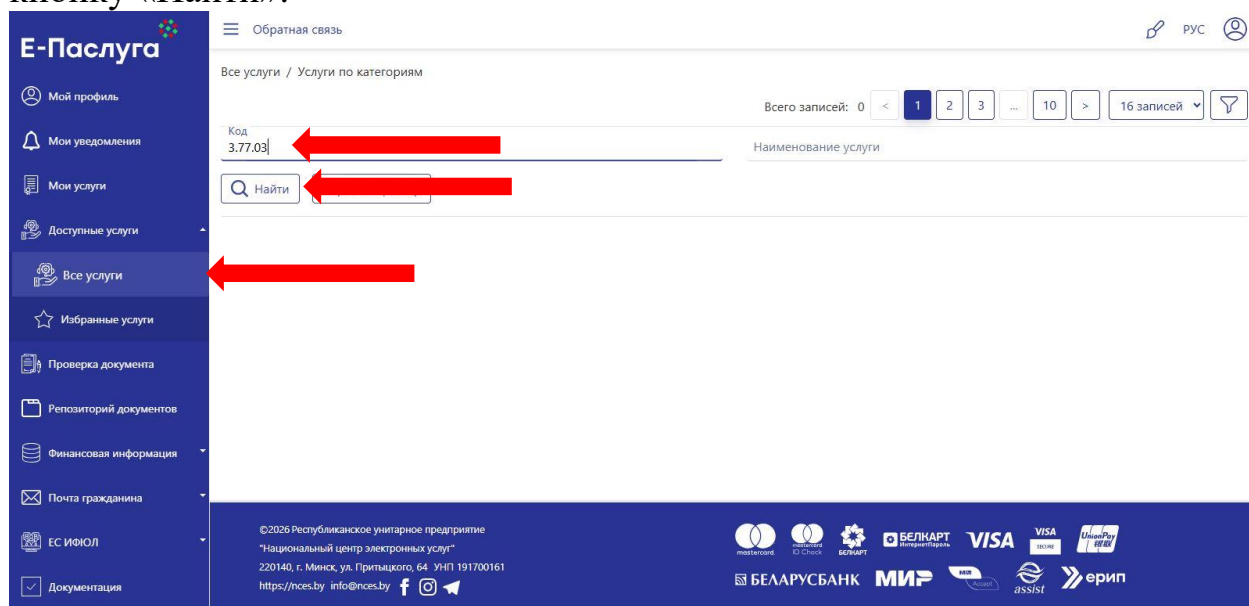 кнопку «Найти».
Е-Паслуга
Обратная связь
РУС
Все услуги / Услуги по категориям
Всего записей: 0 < 1 2 3 ... 10 > 16 записей
Код
3.77.03
Наименование услуги
Найти
Мой профиль
Мои уведомления
Мои услуги
Доступные услуги
Все услуги
Избранные услуги
Проверка документа
Репозиторий документов
Финансовая информация
Почта гражданина
ЕС ИФЮЛ
Документация
©2026 Республиканское унитарное предприятие
"Национальный центр электронных услуг"
220140, г. Минск, ул. Притыцкого, 64 УНП 191700161
https://nces.by info@nces.by
mastercard. mastercard. ID Check БЕЛКАРТ БЕЛКАРТ ИнтернетПароль VISA VISA SECURE UnionPay
БЕЛАРУСБАНК МИР МИР Accept assist ерип